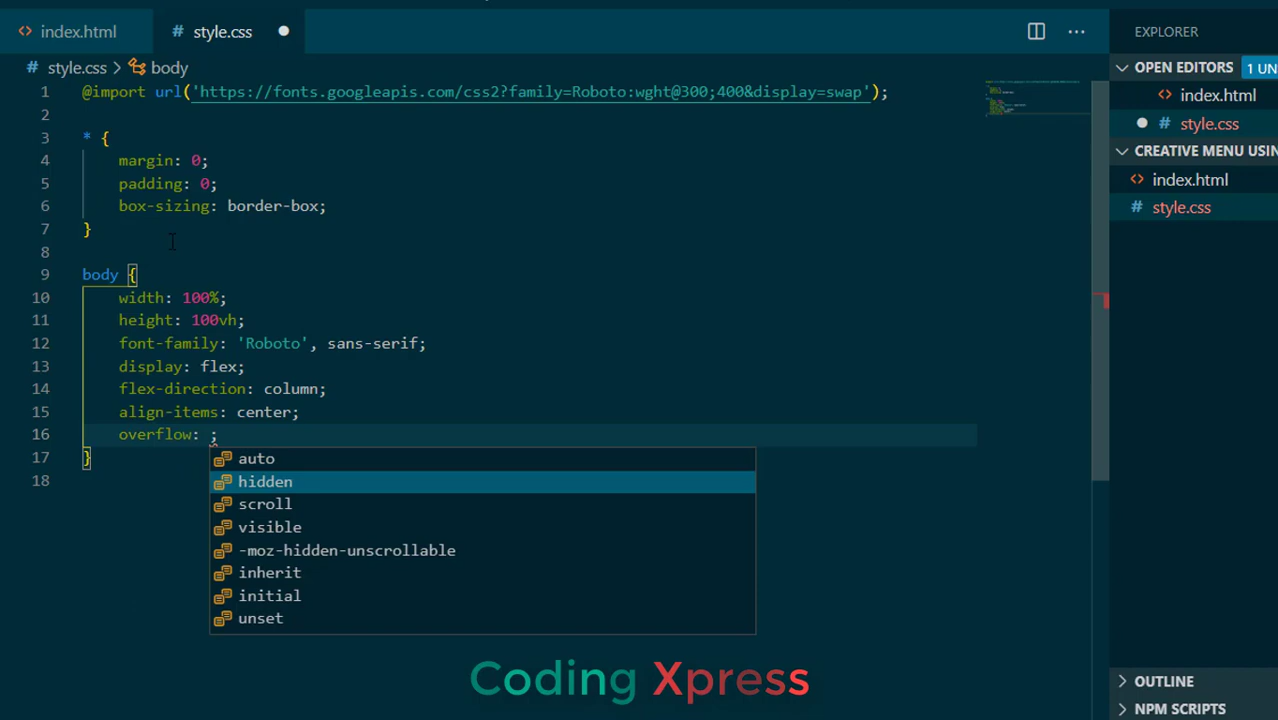 index.html
style.css
EXPLORER
style.css
body
OPEN EDITORS
1 UN
1 @import url('https://fonts.googleapis.com/css2?family=Roboto:wght@300;400&display=swap');
2
3 * {
4 margin: 0;
5 padding: 0;
6 box-sizing: border-box;
7 }
8
9 body {
10 width: 100%;
11 height: 100vh;
12 font-family: 'Roboto', sans-serif;
13 display: flex;
14 flex-direction: column;
15 align-items: center;
16 overflow: ;
17 }
18
auto
hidden
scroll
visible
-moz-hidden-unscrollable
inherit
initial
unset
index.html
# style.css
CREATIVE MENU USIN
index.html
# style.css
OUTLINE
NPM SCRIPTS
Coding Xpress